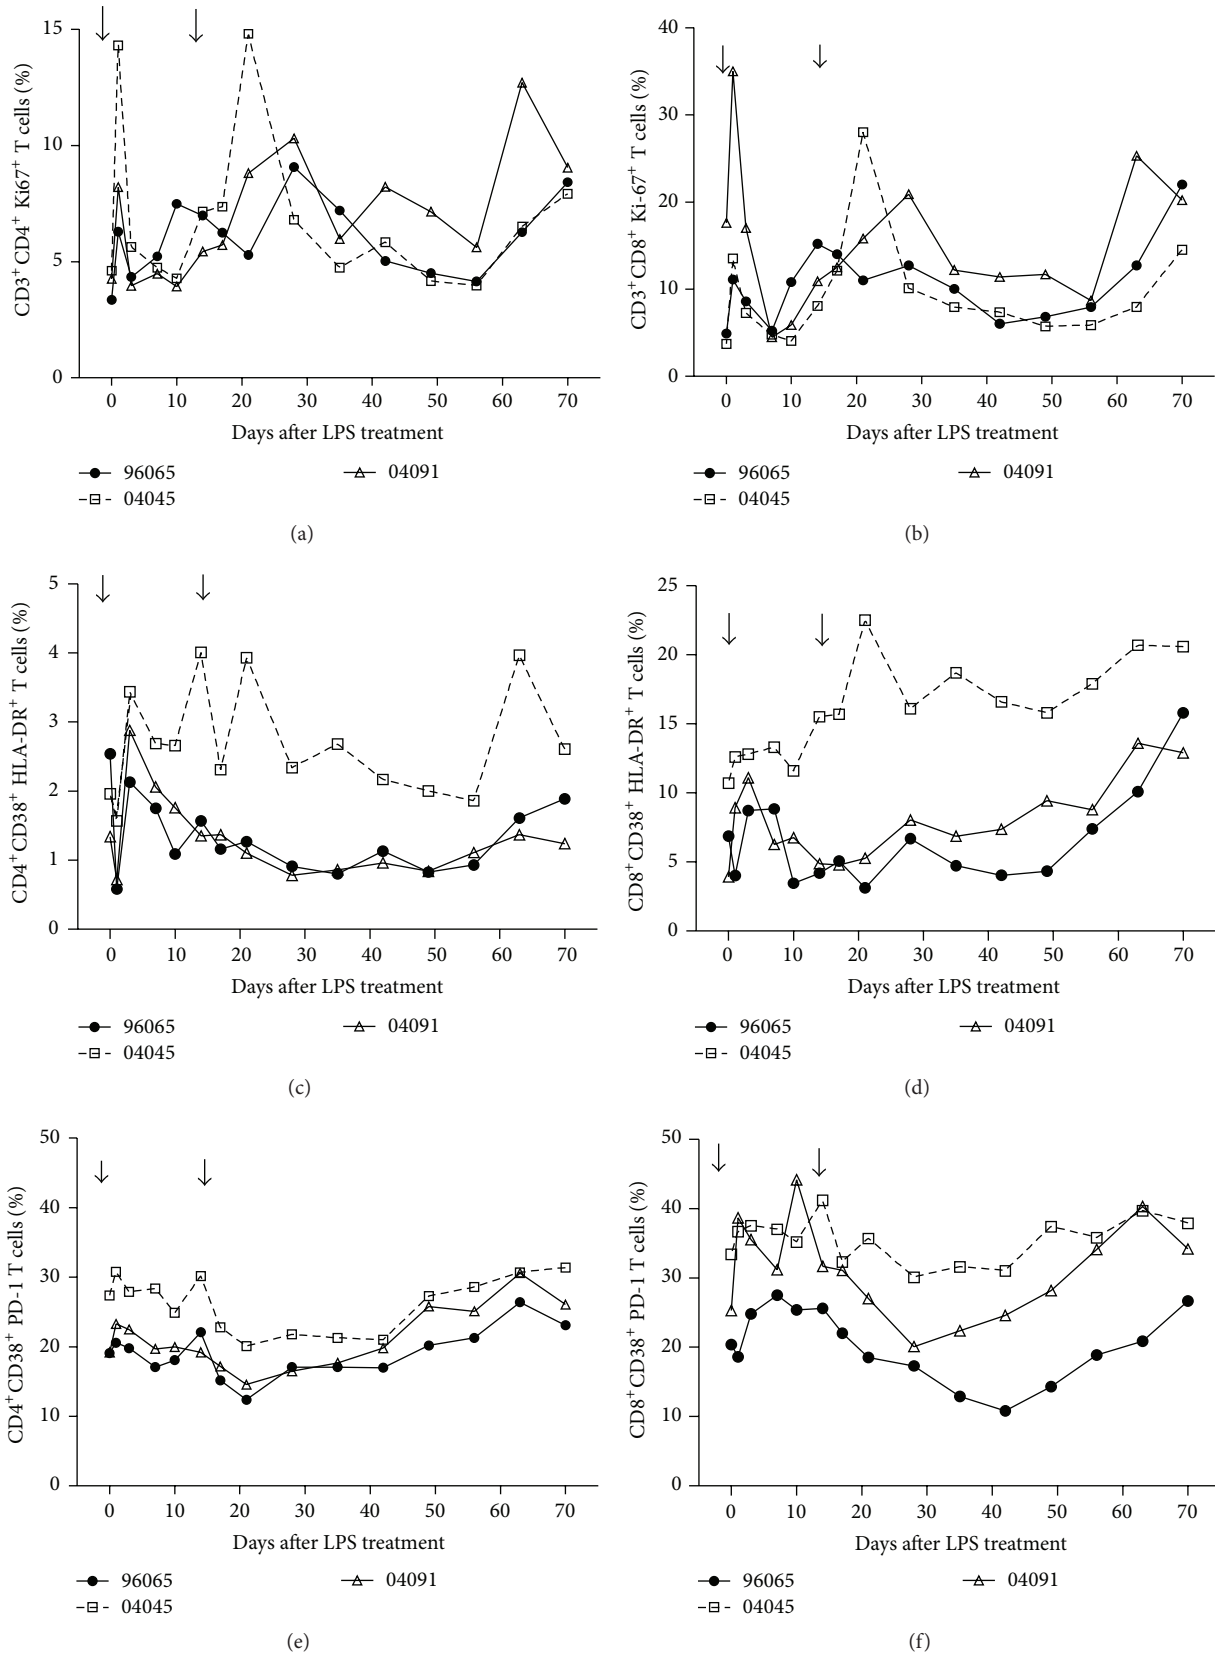 CD3+CD4+ Ki67+ T cells (%)
15
10
5
0
0 10 20 30 40 50 60 70
Days after LPS treatment
96065
04091
04045
(a)
CD3+CD8+ Ki-67+ T cells (%)
40
30
20
10
0
0 10 20 30 40 50 60 70
Days after LPS treatment
96065
04091
04045
(b)
CD4+CD38+ HLA-DR+ T cells (%)
5
4
3
2
1
0
0 10 20 30 40 50 60 70
Days after LPS treatment
96065
04091
04045
(c)
CD8+CD38+ HLA-DR+ T cells (%)
25
20
15
10
5
0
0 10 20 30 40 50 60 70
Days after LPS treatment
96065
04091
04045
(d)
CD4+CD38+ PD-1 T cells (%)
50
40
30
20
10
0
0 10 20 30 40 50 60 70
Days after LPS treatment
96065
04091
04045
(e)
CD8+CD38+ PD-1 T cells (%)
50
40
30
20
10
0
0 10 20 30 40 50 60 70
Days after LPS treatment
96065
04091
04045
(f)